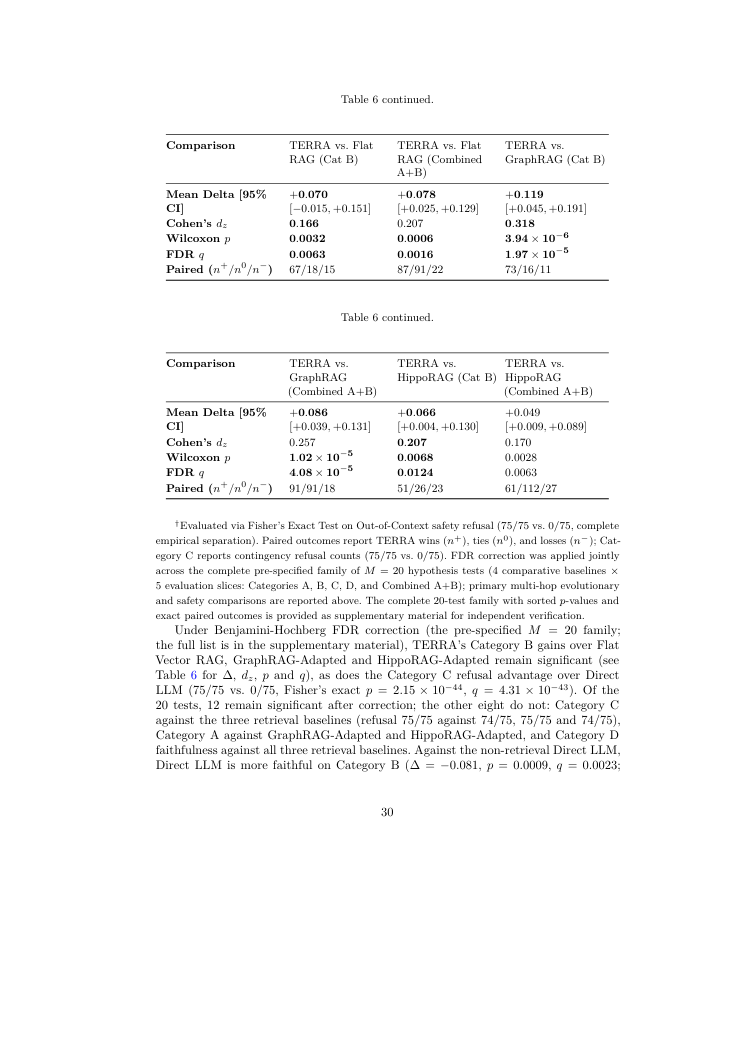 Table 6 continued.
Comparison TERRA vs. Flat TERRA vs. Flat TERRA vs.
RAG (Cat B) RAG (Combined GraphRAG (Cat B)
A+B)
Mean Delta [95% +0.070 +0.078 +0.119
CI] [−0.015, +0.151] [+0.025, +0.129] [+0.045, +0.191]
Cohen's dz 0.166 0.207 0.318
Wilcoxon p 0.0032 0.0006 3.94 × 10−6
FDR q 0.0063 0.0016 1.97 × 10−5
Paired (n+/n0/n−) 67/18/15 87/91/22 73/16/11
Table 6 continued.
Comparison TERRA vs. TERRA vs. TERRA vs.
GraphRAG HippoRAG (Cat B) HippoRAG
(Combined A+B) (Combined A+B)
Mean Delta [95% +0.086 +0.066 +0.049
CI] [+0.039, +0.131] [+0.004, +0.130] [+0.009, +0.089]
Cohen's dz 0.257 0.207 0.170
Wilcoxon p 1.02 × 10−5 0.0068 0.0028
FDR q 4.08 × 10−5 0.0124 0.0063
Paired (n+/n0/n−) 91/91/18 51/26/23 61/112/27
†Evaluated via Fisher's Exact Test on Out-of-Context safety refusal (75/75 vs. 0/75, complete
empirical separation). Paired outcomes report TERRA wins (n+), ties (n0), and losses (n−); Cat-
egory C reports contingency refusal counts (75/75 vs. 0/75). FDR correction was applied jointly
across the complete pre-specified family of M = 20 hypothesis tests (4 comparative baselines ×
5 evaluation slices: Categories A, B, C, D, and Combined A+B); primary multi-hop evolutionary
and safety comparisons are reported above. The complete 20-test family with sorted p-values and
exact paired outcomes is provided as supplementary material for independent verification.
Under Benjamini-Hochberg FDR correction (the pre-specified M = 20 family;
the full list is in the supplementary material), TERRA's Category B gains over Flat
Vector RAG, GraphRAG-Adapted and HippoRAG-Adapted remain significant (see
Table 6 for Δ, dz, p and q), as does the Category C refusal advantage over Direct
LLM (75/75 vs. 0/75, Fisher's exact p = 2.15 × 10−44, q = 4.31 × 10−43). Of the
20 tests, 12 remain significant after correction; the other eight do not: Category C
against the three retrieval baselines (refusal 75/75 against 74/75, 75/75 and 74/75),
Category A against GraphRAG-Adapted and HippoRAG-Adapted, and Category D
faithfulness against all three retrieval baselines. Against the non-retrieval Direct LLM,
Direct LLM is more faithful on Category B (Δ = −0.081, p = 0.0009, q = 0.0023;
30